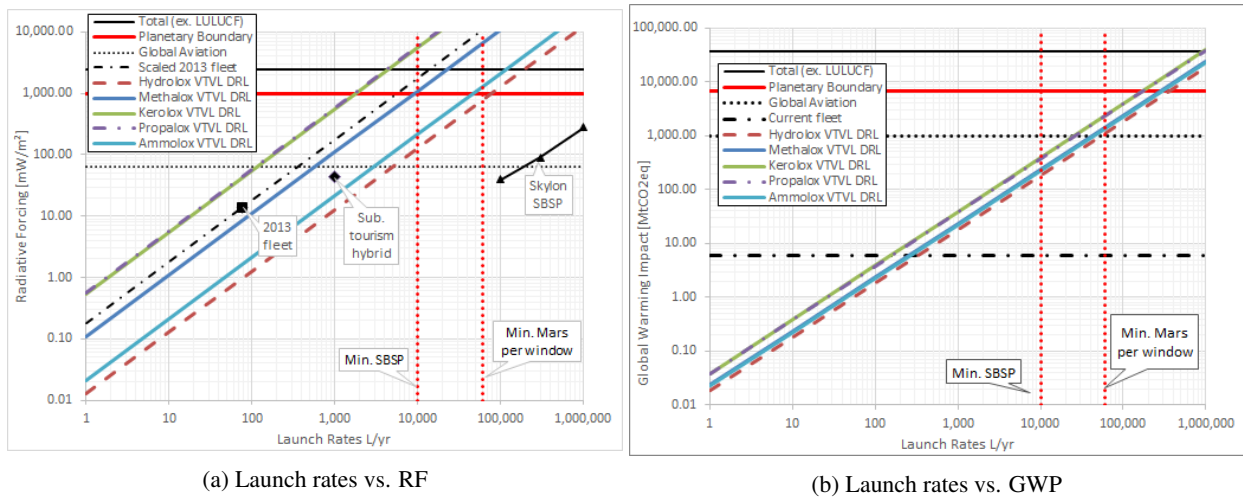 10,000.00
1,000.00
100.00
10.00
1.00
0.10
0.01
Radiative Forcing [mW/m²]
Total (ex. LULUCF)
Planetary Boundary
Global Aviation
Scaled 2013 fleet
Hydrolox VTVL DRL
Methalox VTVL DRL
Kerolox VTVL DRL
Propalox VTVL DRL
Ammolox VTVL DRL
2013
fleet
Sub.
tourism
hybrid
Skylon
SBSP
Min. SBSP
Min. Mars
per window
1 10 100 1,000 10,000 100,000 1,000,000
Launch Rates L/yr
(a) Launch rates vs. RF
100,000.00
10,000.00
1,000.00
100.00
10.00
1.00
0.10
0.01
Global Warming Impact [MtCO2eq]
Total (ex. LULUCF)
Planetary Boundary
Global Aviation
Current fleet
Hydrolox VTVL DRL
Methalox VTVL DRL
Kerolox VTVL DRL
Propalox VTVL DRL
Ammolox VTVL DRL
Min. SBSP
Min. Mars
per window
1 10 100 1,000 10,000 100,000 1,000,000
Launch Rates L/yr
(b) Launch rates vs. GWP